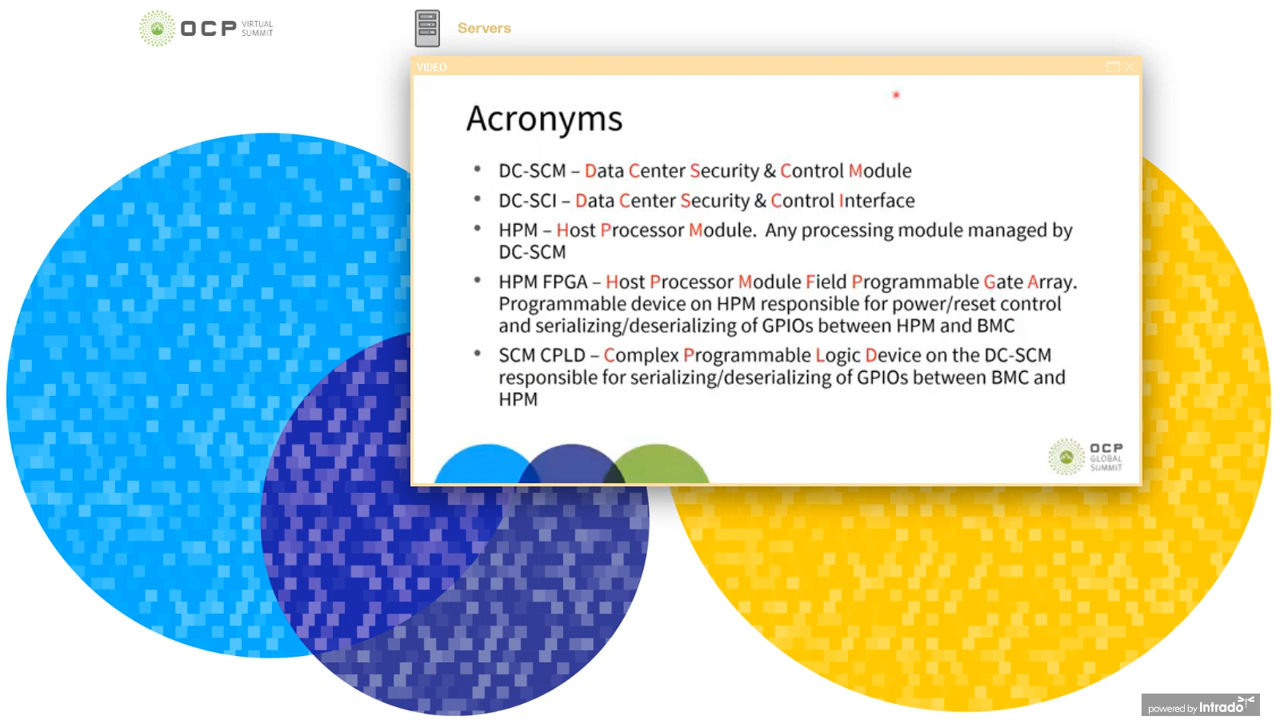 OCP VIRTUAL SUMMIT
Servers
VIDEO
Acronyms
• DC-SCM – Data Center Security & Control Module
• DC-SCI – Data Center Security & Control Interface
• HPM – Host Processor Module.  Any processing module managed by
DC-SCM
• HPM FPGA – Host Processor Module Field Programmable Gate Array.
Programmable device on HPM responsible for power/reset control
and serializing/deserializing of GPIOs between HPM and BMC
• SCM CPLD – Complex Programmable Logic Device on the DC-SCM
responsible for serializing/deserializing of GPIOs between BMC and
HPM
OCP
GLOBAL
SUMMIT
powered by Intrado